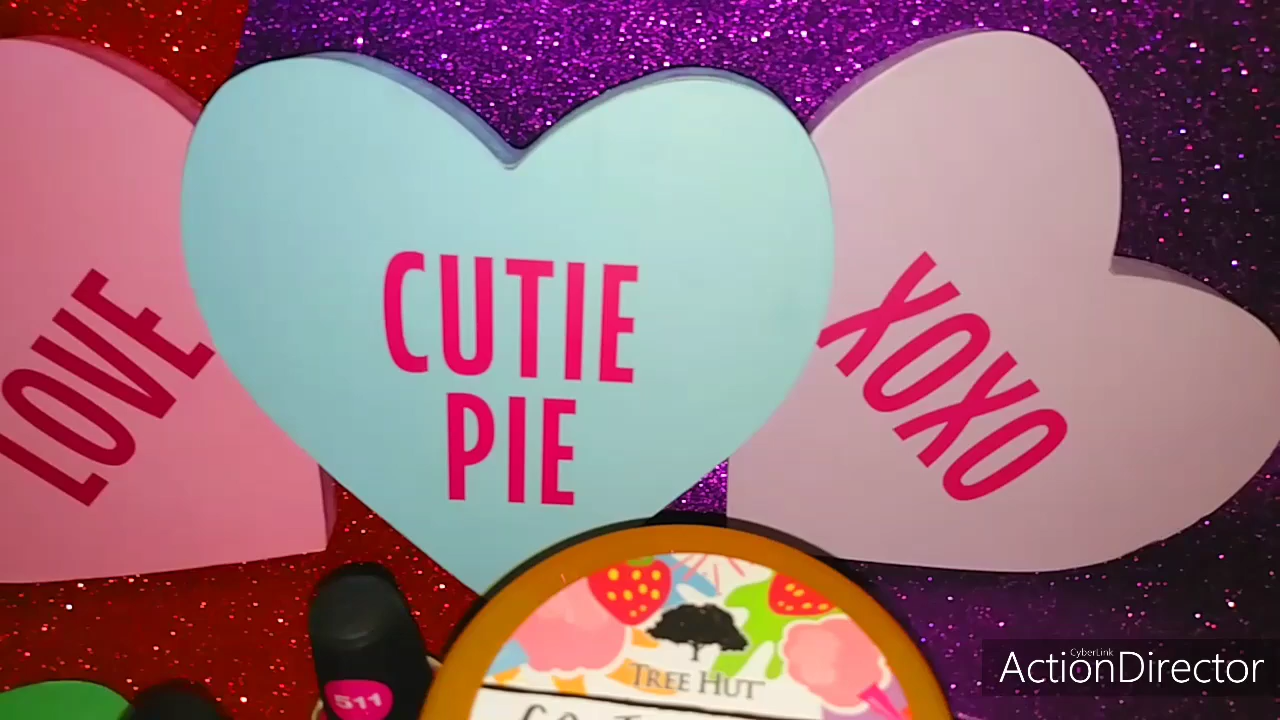 LOVE
CUTIE
PIE
XOXO
TREE HUT
511
CyberLink
ActionDirector